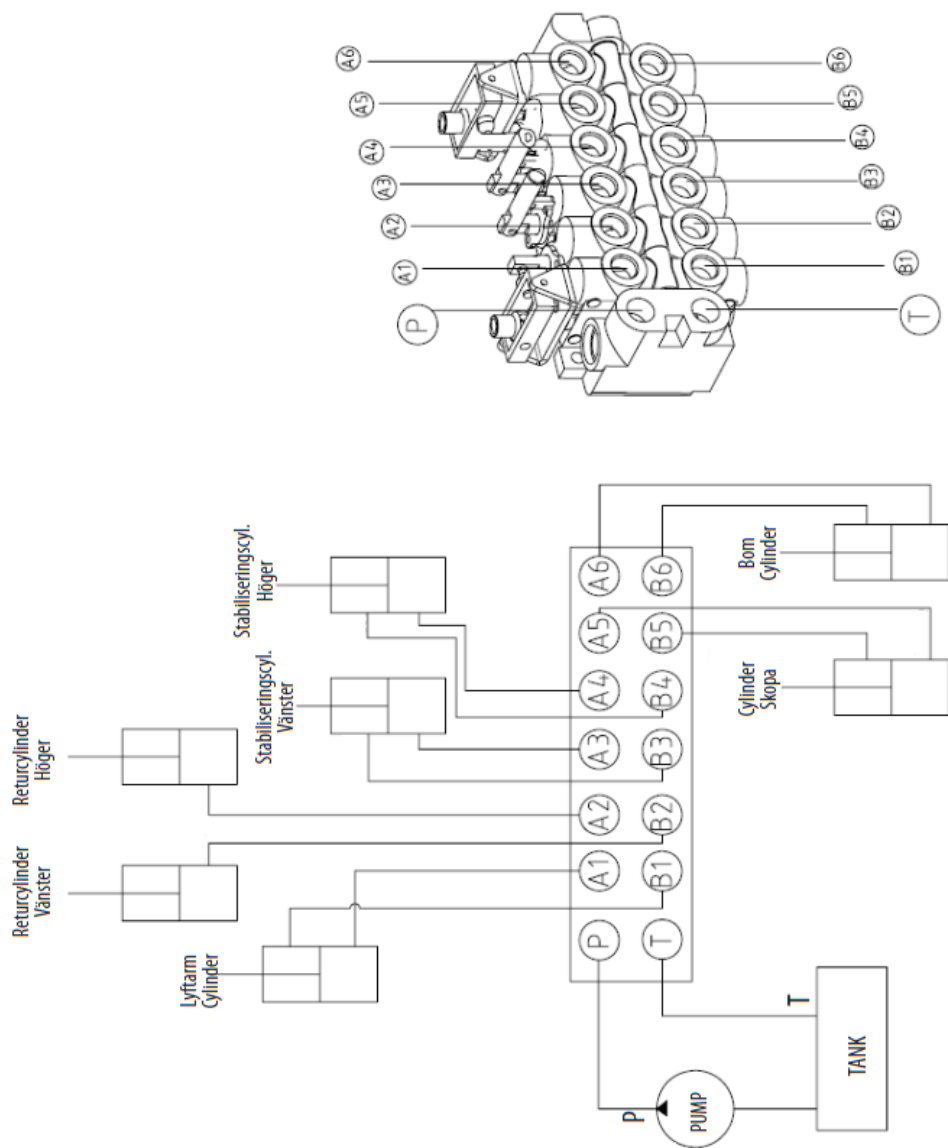 A1
A2
A3
A4
A5
A6
P
B1
B2
B3
B4
B5
B6
T
Returcylinder
Vänster
Returcylinder
Höger
Stabiliseringscyl.
Vänster
Stabiliseringscyl.
Höger
Lyftarm
Cylinder
P
A1
A2
A3
A4
A5
A6
T
B1
B2
B3
B4
B5
B6
Cylinder
Skopa
Bom
Cylinder
P
PUMP
T
TANK